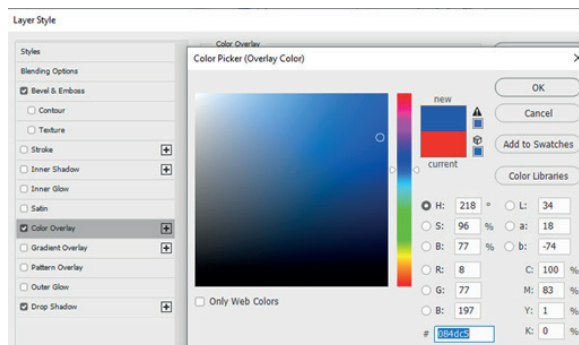 Layer Style
Color Overlay
Styles
Blending Options
Bevel & Emboss
Contour
Texture
Stroke
Inner Shadow
Inner Glow
Satin
Color Overlay
Gradient Overlay
Pattern Overlay
Outer Glow
Drop Shadow
Color Picker (Overlay Color)
new
current
OK
Cancel
Add to Swatches
Color Libraries
H: 218 ° L: 34
S: 96 % a: 18
B: 77 % b: -74
R: 8 C: 100 %
G: 77 M: 83 %
B: 197 Y: 1 %
# 084dc5 K: 0 %
Only Web Colors